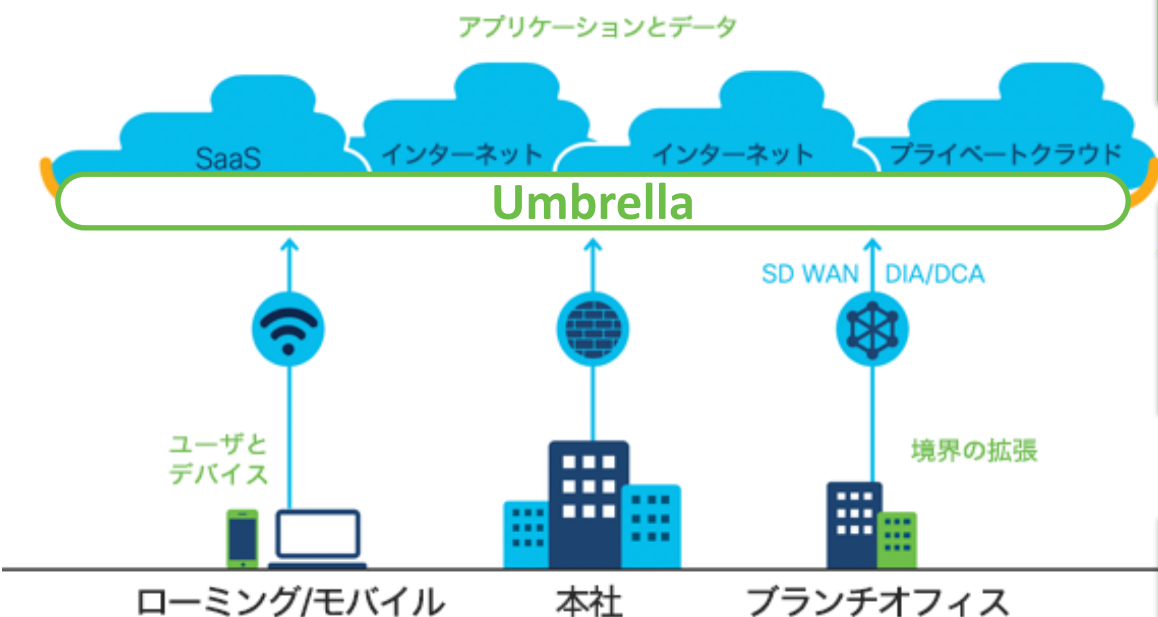 アプリケーションとデータ
SaaS
インターネット
インターネット
プライベートクラウド
Umbrella
SD WAN
DIA/DCA
ユーザと
デバイス
境界の拡張
ローミング/モバイル
本社
ブランチオフィス